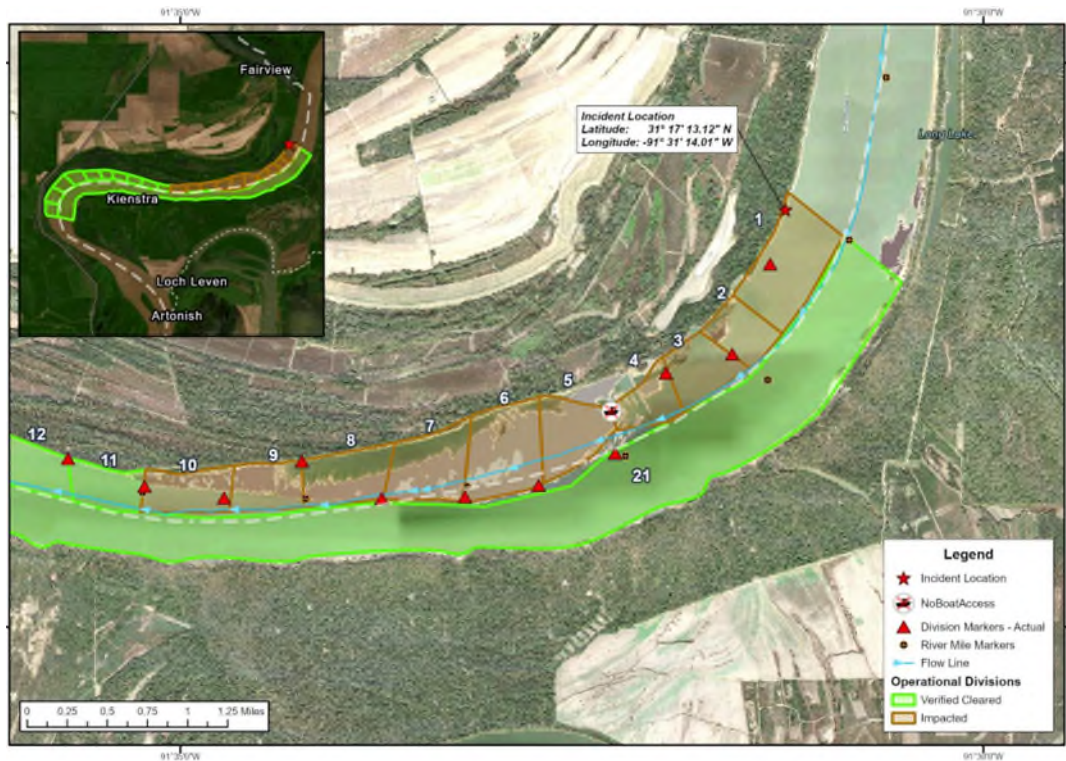 91°35'0"W
91°30'0"W
Fairview
Kienstra
Loch Leven
Artonish
Incident Location
Latitude: 31° 17' 13.12" N
Longitude: -91° 31' 14.01" W
Long Lake
1
2
3
4
5
6
7
8
9
10
11
12
21
Legend
Incident Location
NoBoatAccess
Division Markers - Actual
River Mile Markers
Flow Line
Operational Divisions
Verified Cleared
Impacted
0 0.25 0.5 0.75 1 1.25 Miles
91°35'0"W
91°30'0"W